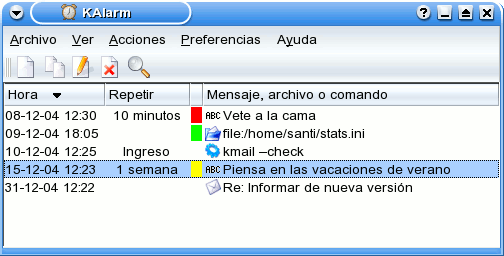 KAlarm
Archivo Ver Acciones Preferencias Ayuda
Hora Repetir Mensaje, archivo o comando
08-12-04 12:30 10 minutos ABC Vete a la cama
09-12-04 18:05 file:/home/santi/stats.ini
10-12-04 12:25 Ingreso kmail –check
15-12-04 12:23 1 semana ABC Piensa en las vacaciones de verano
31-12-04 12:22 Re: Informar de nueva versión